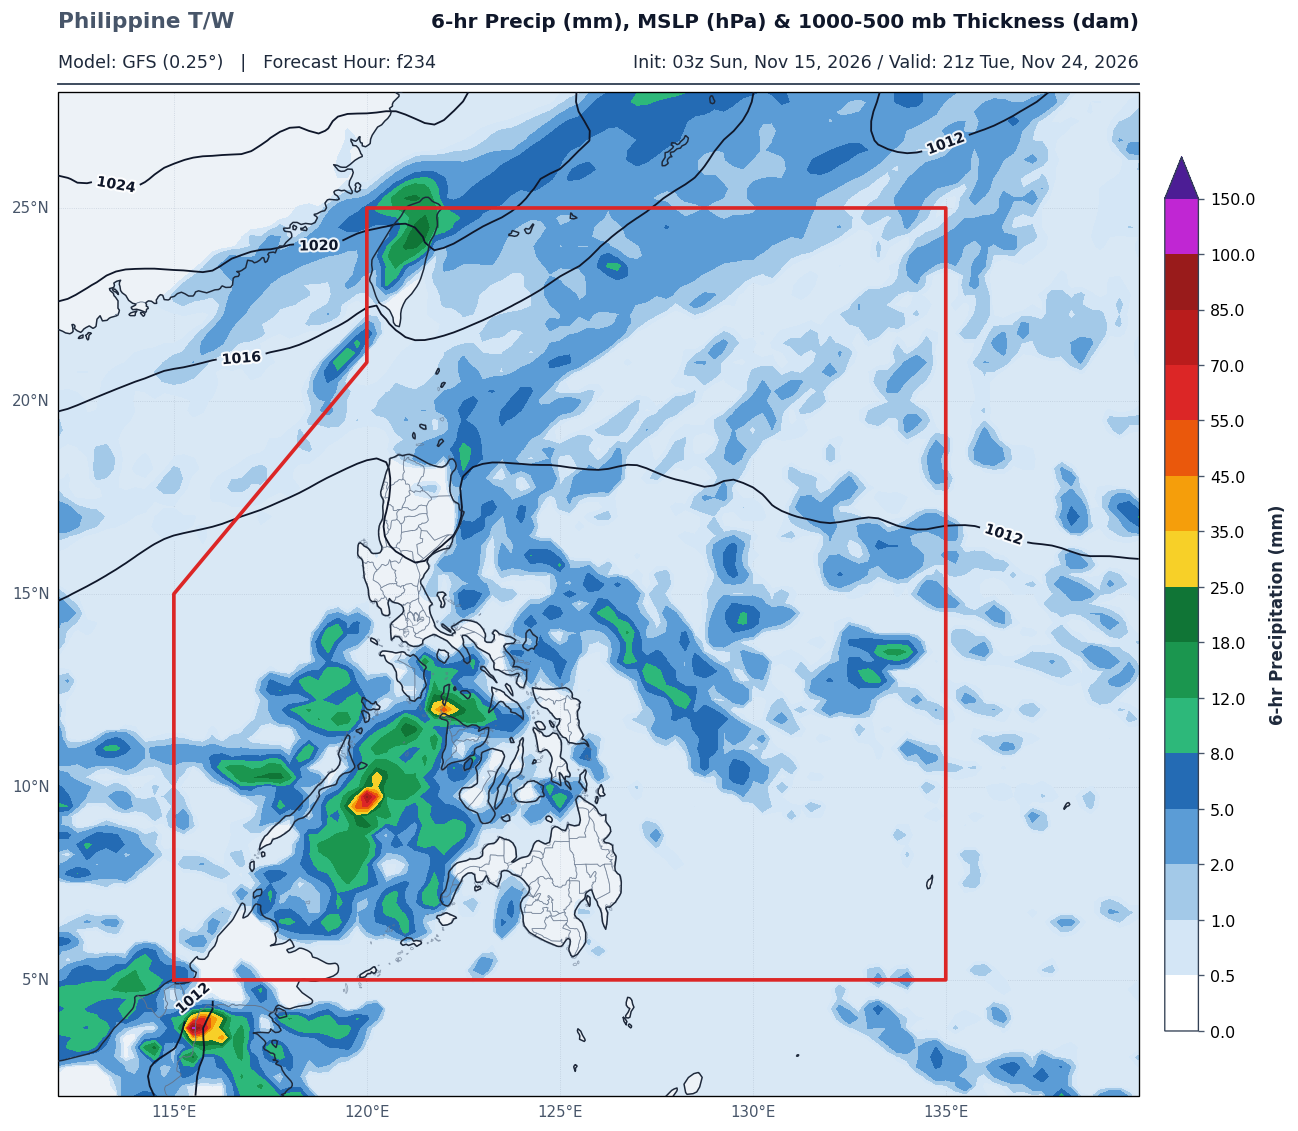 Philippine T/W
6-hr Precip (mm), MSLP (hPa) & 1000-500 mb Thickness (dam)
Model: GFS (0.25°) | Forecast Hour: f234
Init: 03z Sun, Nov 15, 2026 / Valid: 21z Tue, Nov 24, 2026
1012
1024
1020
1016
1012
1012
25°N
20°N
15°N
10°N
5°N
115°E
120°E
125°E
130°E
135°E
150.0
100.0
85.0
70.0
55.0
45.0
35.0
25.0
18.0
12.0
8.0
5.0
2.0
1.0
0.5
0.0
6-hr Precipitation (mm)